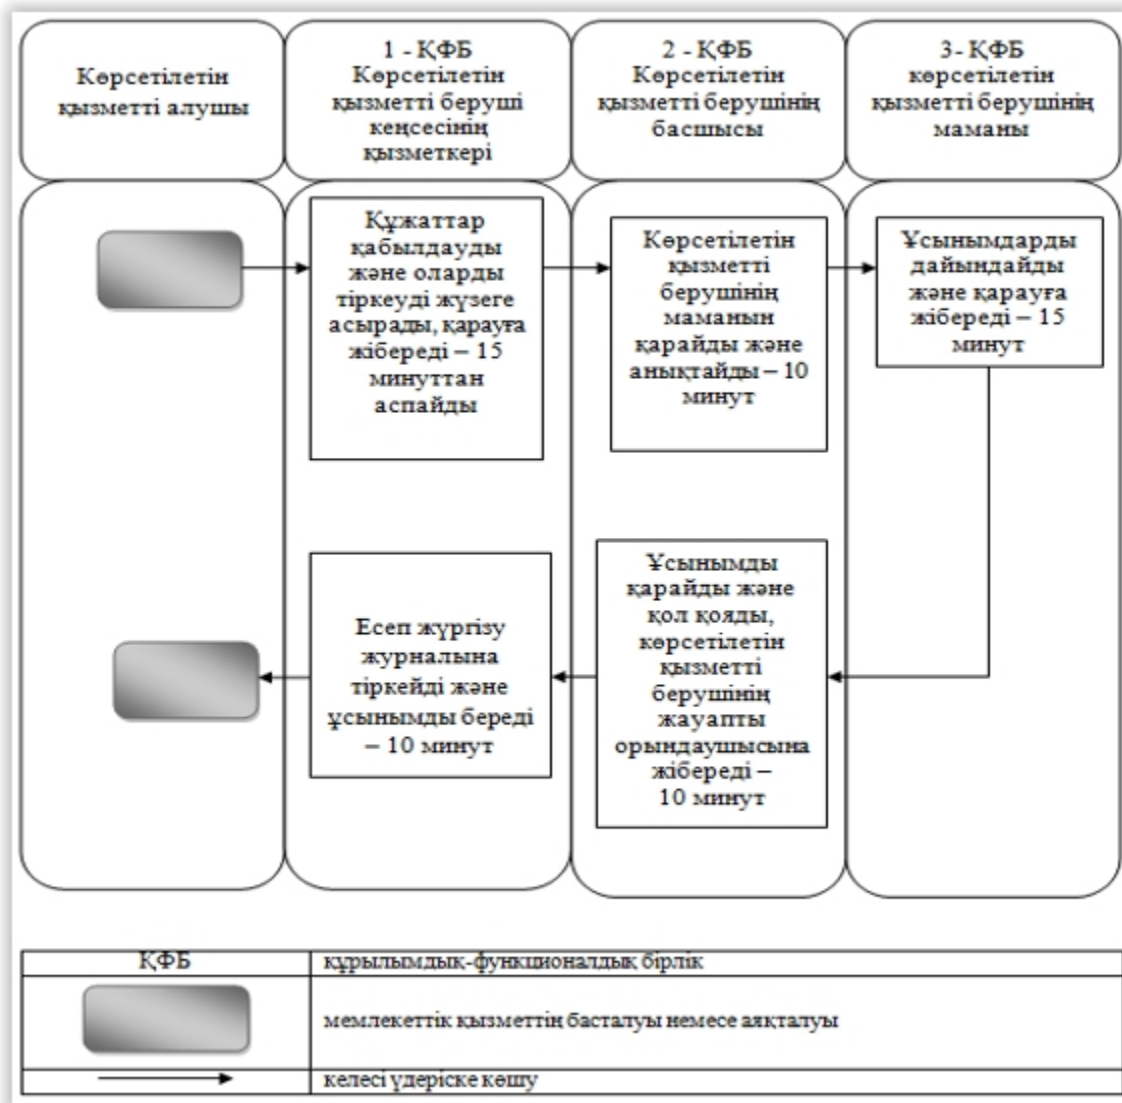 Көрсетілетін
қызметті алушы
1 - ҚФБ
Көрсетілетін
қызметті беруші
кеңсесінің
қызметкері
2 - ҚФБ
Көрсетілетін
қызметті берушінің
басшысы
3- ҚФБ
көрсетілетін
қызметті берушінің
маманы
Құжаттар
қабылдауды
және оларды
тіркеуді жүзеге
асырады, қарауға
жібереді – 15
минуттан
аспайды
Көрсетілетін
қызметті
берушінің
маманын
қарайды және
анықтайды – 10
минут
Ұсынымдарды
дайындайды
және қарауға
жібереді – 15
минут
Есеп жүргізу
журналына
тіркейді және
ұсынымды береді
– 10 минут
Ұсынымды
қарайды және
қол қояды,
көрсетілетін
қызметті
берушінің
жауапты
орындаушысына
жібереді –
10 минут
ҚФБ
құрылымдық-функционалдық бірлік
мемлекеттік қызметтің басталуы немесе аяқталуы
келесі үдеріске көшу